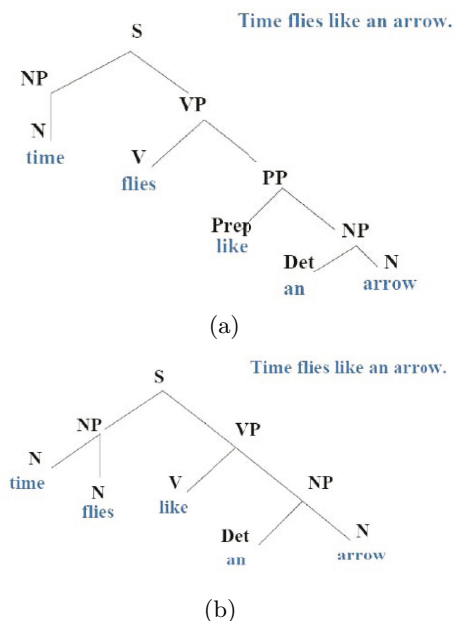 Time flies like an arrow.
S
NP
VP
N
time
V
flies
PP
Prep
like
NP
Det
an
N
arrow
(a)
Time flies like an arrow.
S
NP
VP
N
time
N
flies
V
like
NP
Det
an
N
arrow
(b)